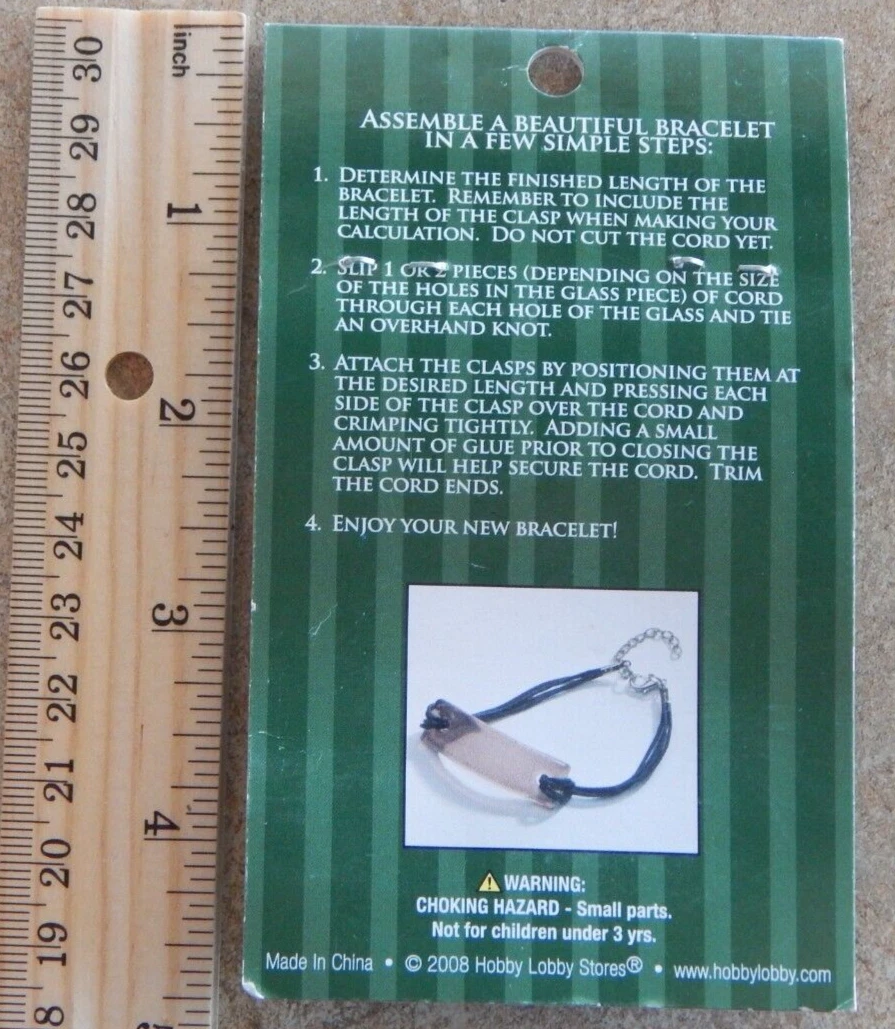 inch
1
2
3
4
5
30
29
28
27
26
25
24
23
22
21
20
19
8
ASSEMBLE A BEAUTIFUL BRACELET
IN A FEW SIMPLE STEPS:
1. DETERMINE THE FINISHED LENGTH OF THE
BRACELET. REMEMBER TO INCLUDE THE
LENGTH OF THE CLASP WHEN MAKING YOUR
CALCULATION. DO NOT CUT THE CORD YET.
2. SLIP 1 OR 2 PIECES (DEPENDING ON THE SIZE
OF THE HOLES IN THE GLASS PIECE) OF CORD
THROUGH EACH HOLE OF THE GLASS AND TIE
AN OVERHAND KNOT.
3. ATTACH THE CLASPS BY POSITIONING THEM AT
THE DESIRED LENGTH AND PRESSING EACH
SIDE OF THE CLASP OVER THE CORD AND
CRIMPING TIGHTLY. ADDING A SMALL
AMOUNT OF GLUE PRIOR TO CLOSING THE
CLASP WILL HELP SECURE THE CORD. TRIM
THE CORD ENDS.
4. ENJOY YOUR NEW BRACELET!
WARNING:
CHOKING HAZARD - Small parts.
Not for children under 3 yrs.
Made In China • © 2008 Hobby Lobby Stores® • www.hobbylobby.com